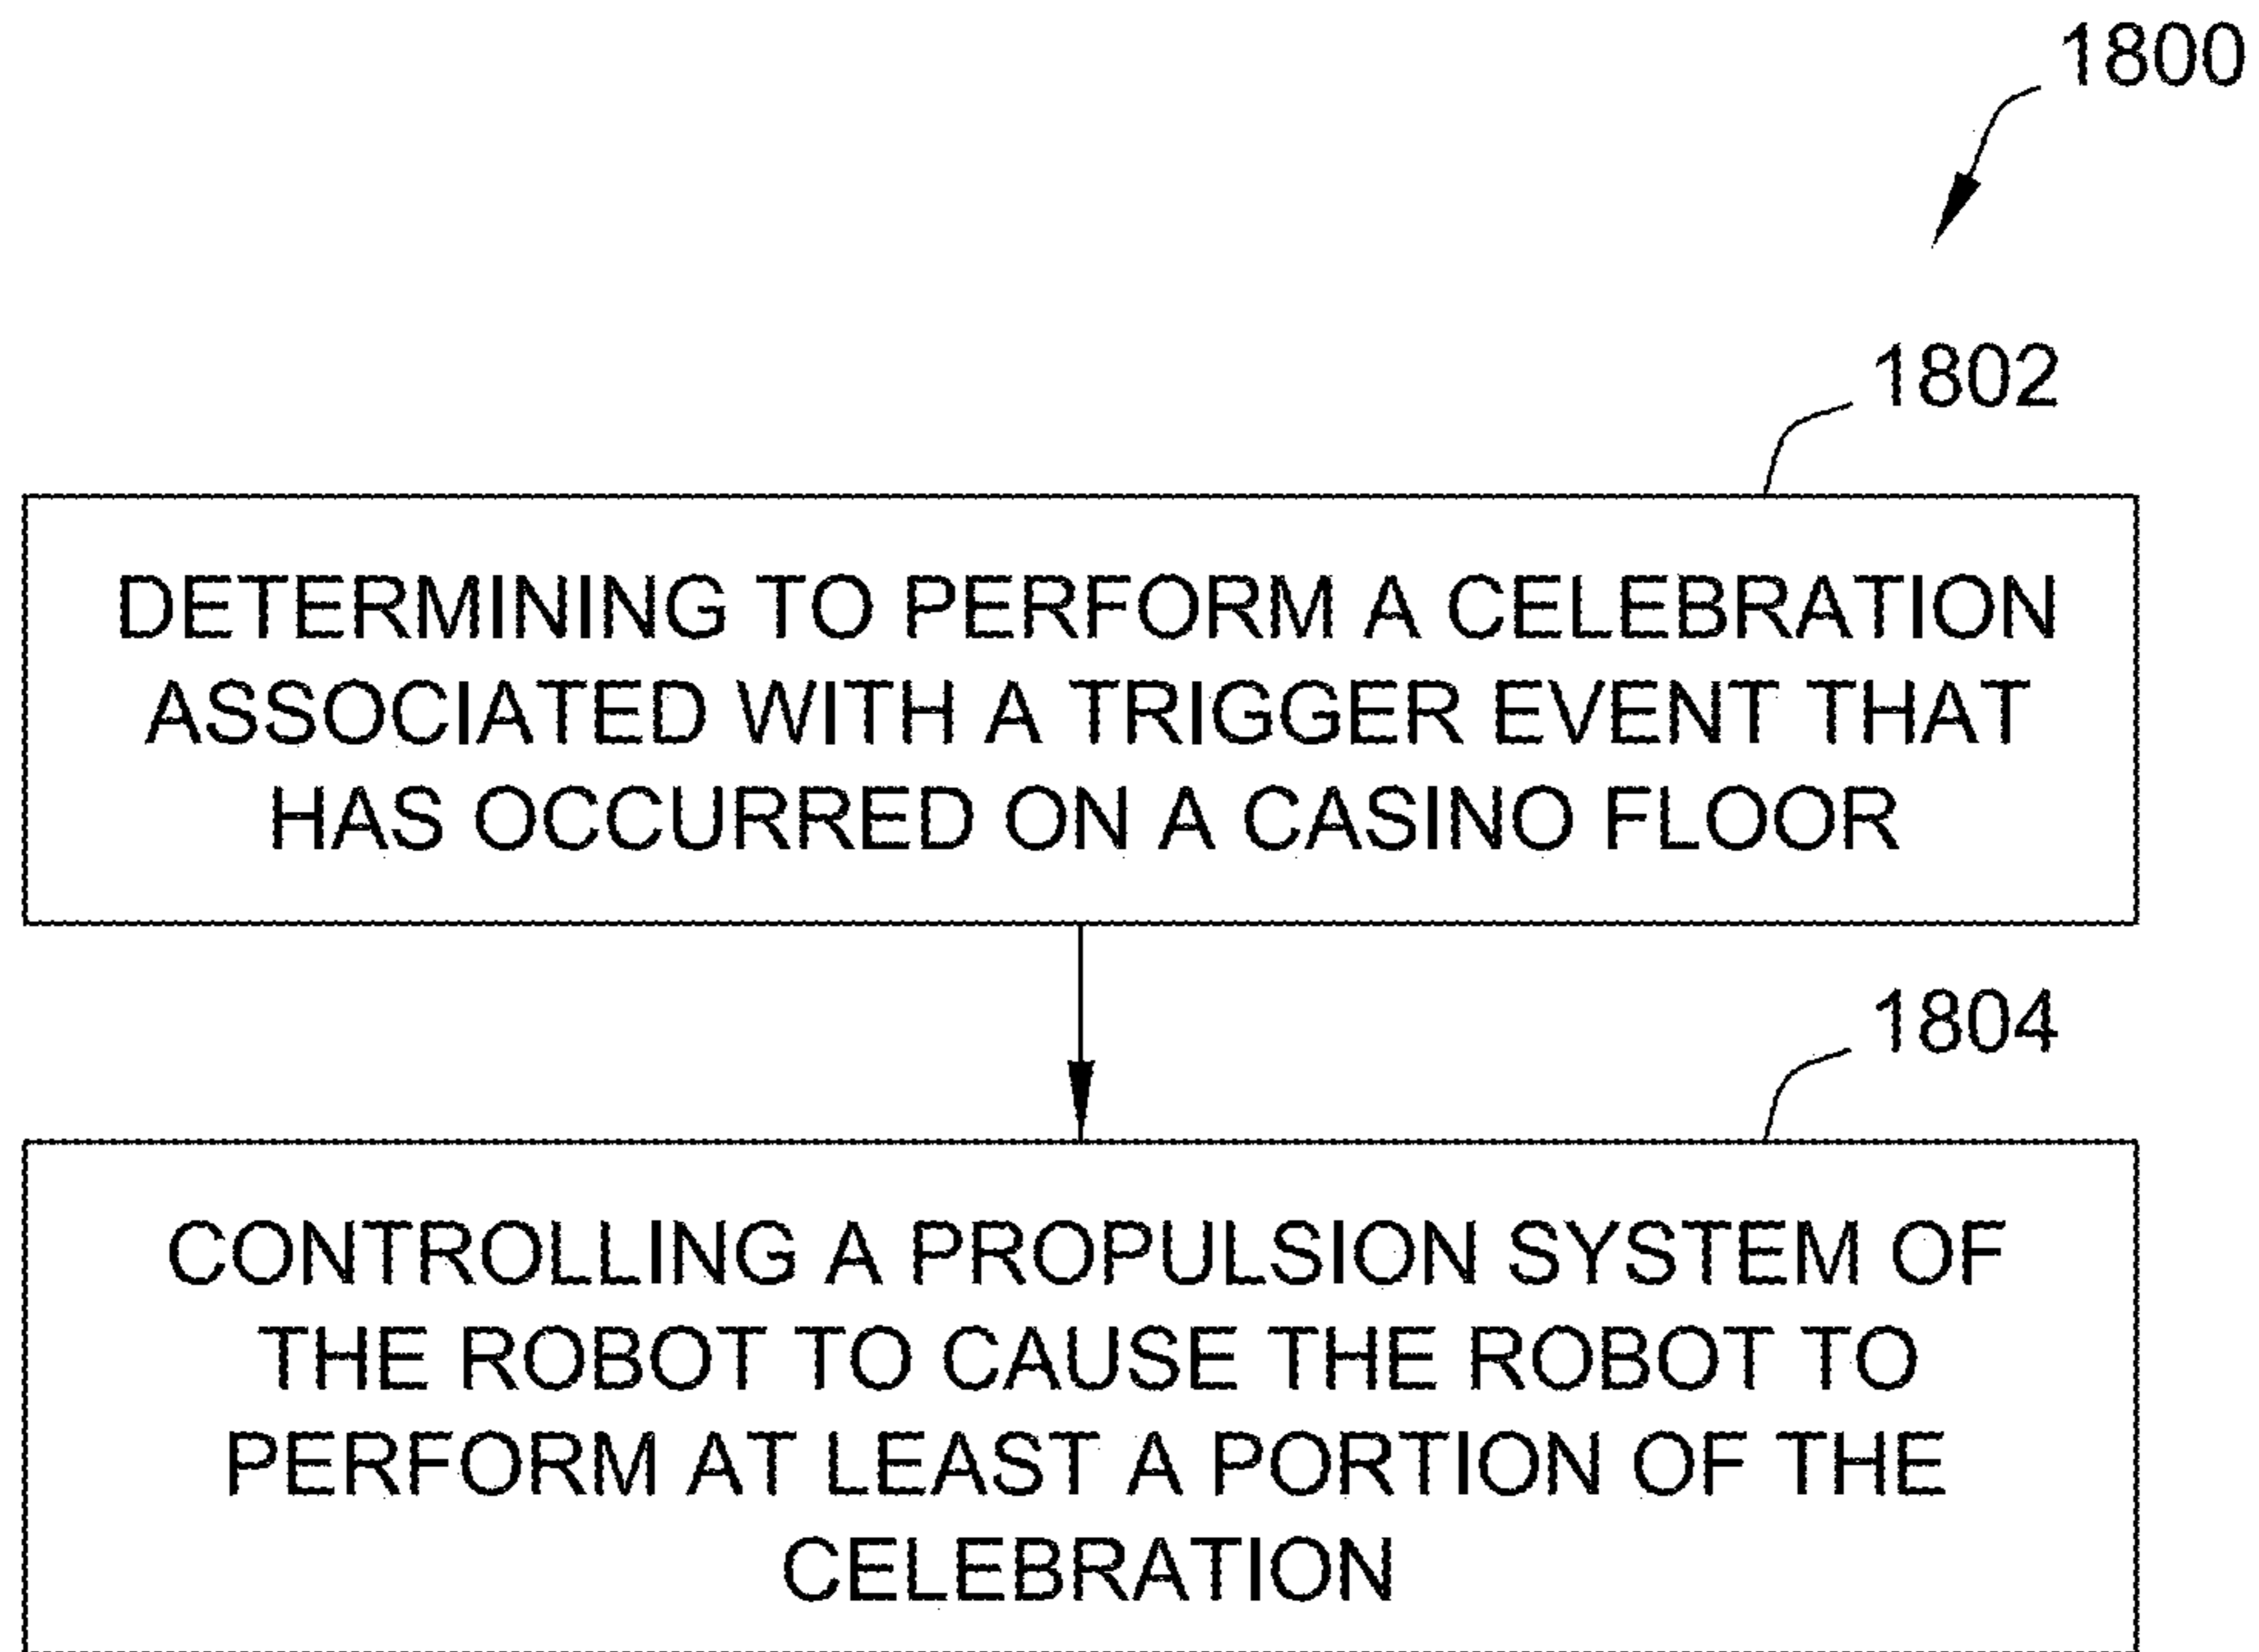 1800
1802
DETERMINING TO PERFORM A CELEBRATION
ASSOCIATED WITH A TRIGGER EVENT THAT
HAS OCCURRED ON A CASINO FLOOR
1804
CONTROLLING A PROPULSION SYSTEM OF
THE ROBOT TO CAUSE THE ROBOT TO
PERFORM AT LEAST A PORTION OF THE
CELEBRATION